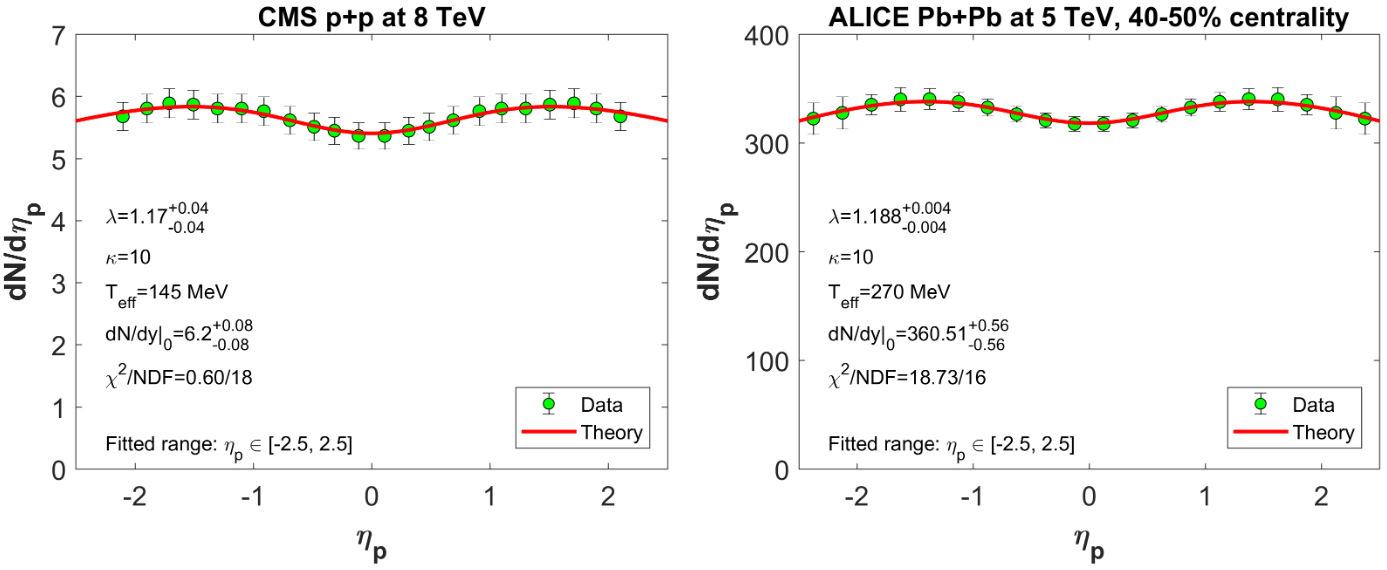 CMS p+p at 8 TeV
7
6
5
4
3
2
1
0
dN/dηp
λ=1.17+0.04-0.04
κ=10
Teff=145 MeV
dN/dy|0=6.2+0.08-0.08
χ2/NDF=0.60/18
Fitted range: ηp ∈ [-2.5, 2.5]
Data
Theory
-2 -1 0 1 2
ηp
ALICE Pb+Pb at 5 TeV, 40-50% centrality
400
300
200
100
0
dN/dηp
λ=1.188+0.004-0.004
κ=10
Teff=270 MeV
dN/dy|0=360.51+0.56-0.56
χ2/NDF=18.73/16
Fitted range: ηp ∈ [-2.5, 2.5]
Data
Theory
-2 -1 0 1 2
ηp